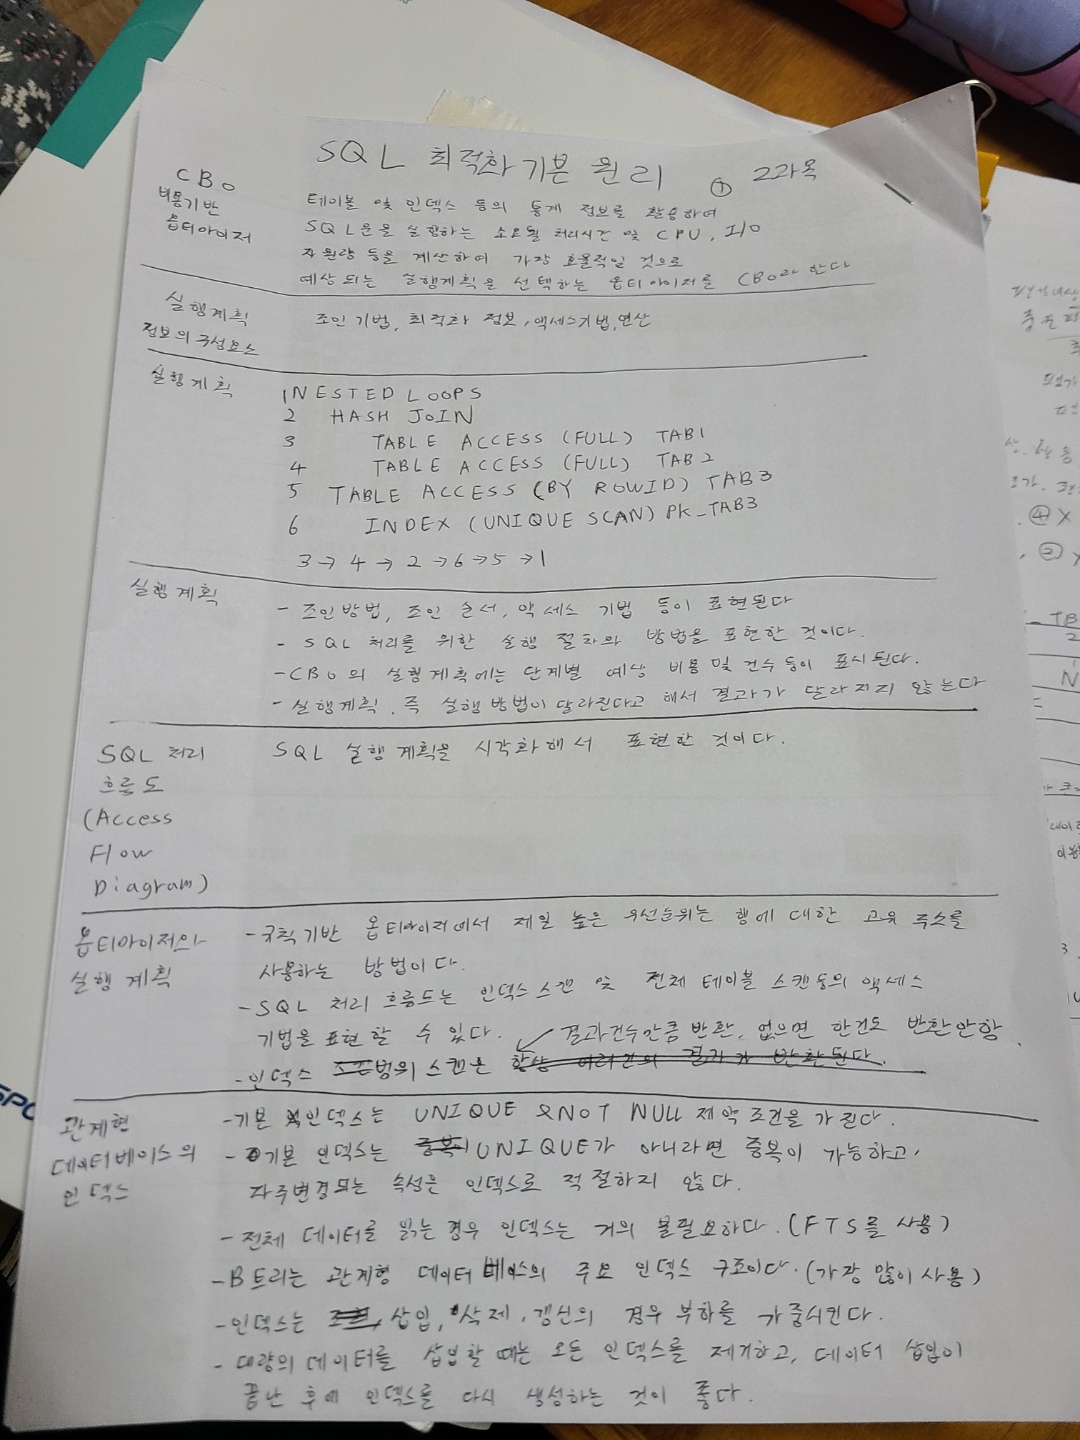 SQL 최적화 기본 원리 ① 2과목
CBO
비용기반
옵티마이저
테이블 및 인덱스 등의 통계 정보를 활용하여
SQL문을 실행하는 소요될 처리시간 및 CPU, I/O
자원량 등을 계산하여 가장 효율적일 것으로
예상되는 실행계획을 선택하는 옵티마이저를 CBO라 한다
실행계획
정보의 구성요소
조인 기법, 최적화 정보, 액세스기법, 연산
실행계획
1 NESTED LOOPS
2 HASH JOIN
3 TABLE ACCESS (FULL) TAB1
4 TABLE ACCESS (FULL) TAB2
5 TABLE ACCESS (BY ROWID) TAB3
6 INDEX (UNIQUE SCAN) PK_TAB3
3 → 4 → 2 → 6 → 5 → 1
실행계획
- 조인방법, 조인 순서, 액세스 기법 등이 표현된다
- SQL 처리를 위한 실행 절차와 방법을 표현한 것이다.
- CBO의 실행계획에는 단계별 예상 비용 및 건수 등이 표시된다.
- 실행계획, 즉 실행방법이 달라진다고 해서 결과가 달라지지 않는다
SQL 처리
흐름도
(Access
Flow
Diagram)
SQL 실행 계획을 시각화해서 표현한 것이다.
옵티마이저와
실행 계획
- 규칙기반 옵티마이저에서 제일 높은 우선순위는 행에 대한 고유 주소를
사용하는 방법이다.
- SQL 처리 흐름도는 인덱스 스캔 및 전체 테이블 스캔등의 액세스
기법을 표현 할 수 있다.
결과건수만큼 반환, 없으면 한건도 반환안함.
- 인덱스 범위 스캔은 항상 여러건의 결과가 반환된다.
관계현
데이터베이스의
인덱스
- 기본 인덱스는 UNIQUE & NOT NULL 제약 조건을 가진다.
- 기본 인덱스는 중복이 UNIQUE가 아니라면 중복이 가능하고,
자주변경되는 속성은 인덱스로 적절하지 않다.
- 전체 데이터를 읽는 경우 인덱스는 거의 불필요하다. (FTS를 사용)
- B트리는 관계형 데이터 베이스의 주요 인덱스 구조이다. (가장 많이 사용)
- 인덱스는 삽입, 삭제, 갱신의 경우 부하를 가중시킨다.
- 대량의 데이터를 삽입할 때는 모든 인덱스를 제거하고, 데이터 삽입이
끝난 후에 인덱스를 다시 생성하는 것이 좋다.